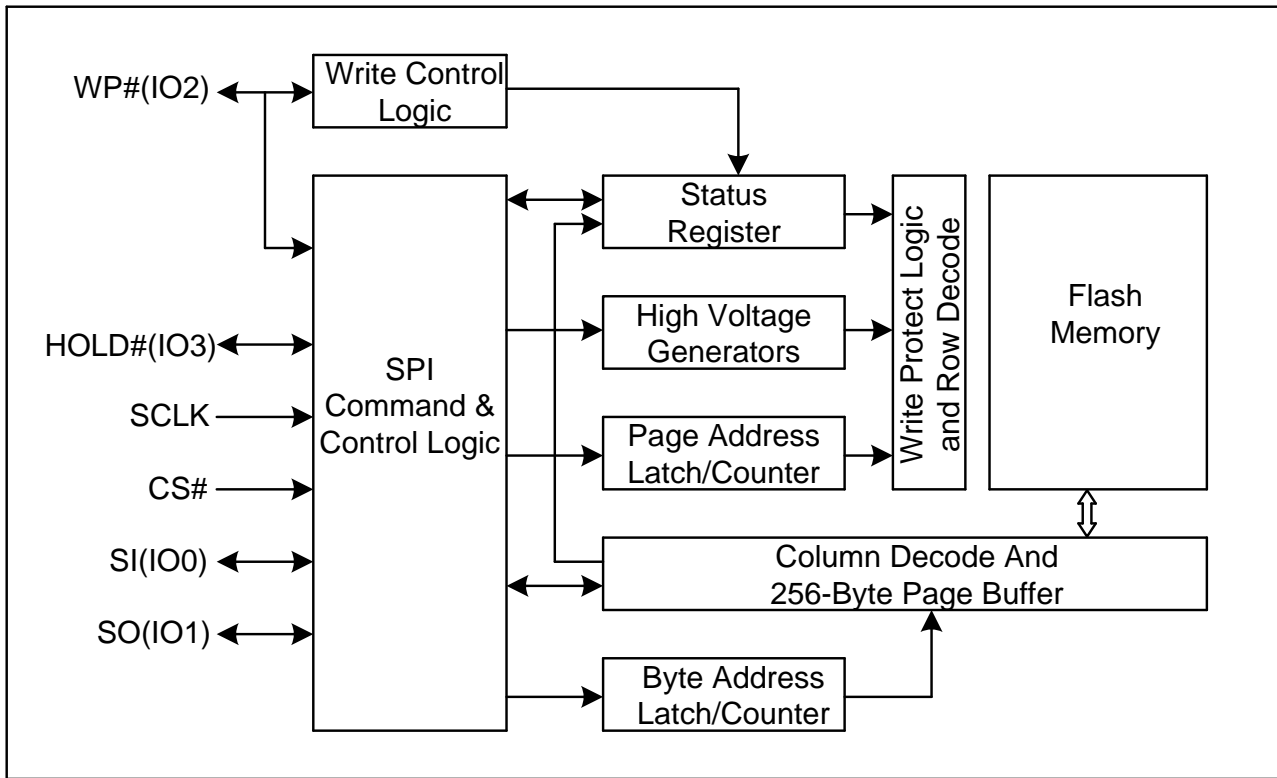 WP#(IO2)
Write Control
Logic
Status
Register
High Voltage
Generators
Page Address
Latch/Counter
Write Protect Logic
and Row Decode
Flash
Memory
HOLD#(IO3)
SCLK
CS#
SI(IO0)
SO(IO1)
SPI
Command &
Control Logic
Column Decode And
256-Byte Page Buffer
Byte Address
Latch/Counter